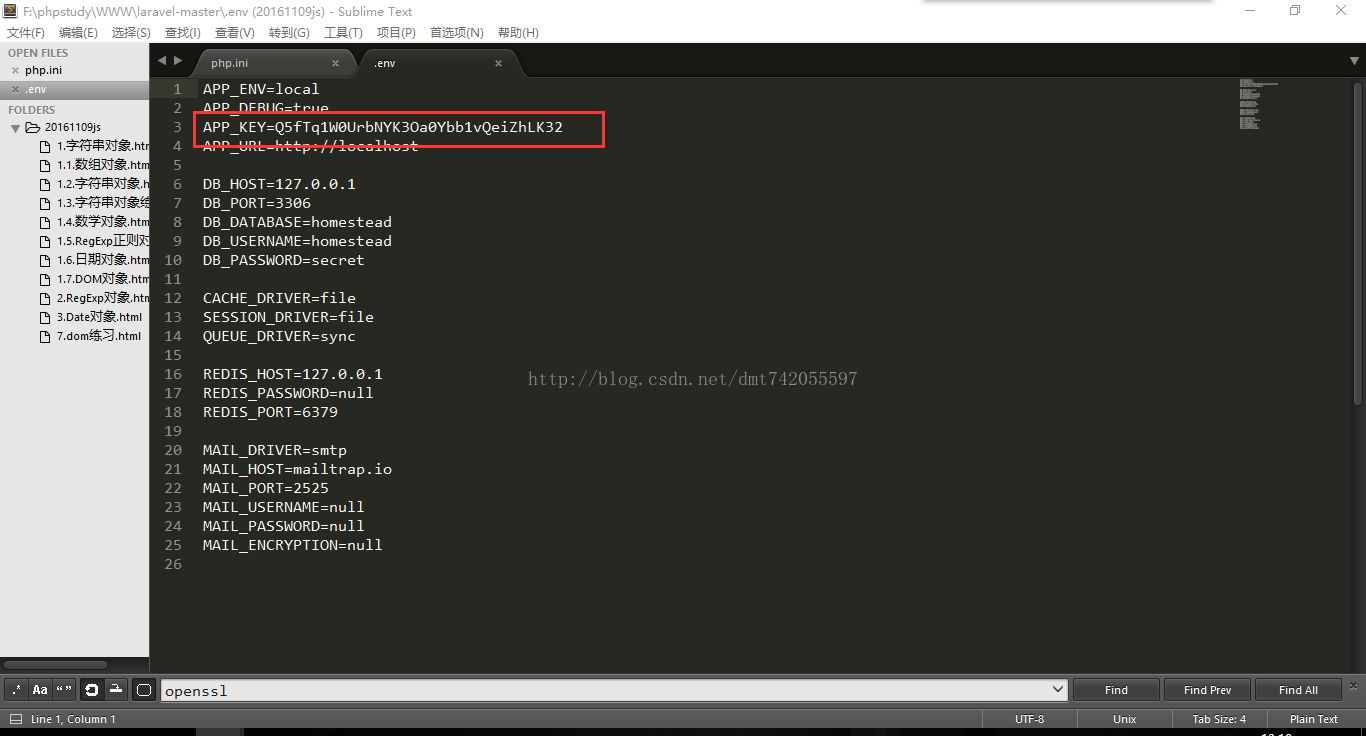 F:\phpstudy\WWW\laravel-master\.env (20161109js) - Sublime Text
文件(F) 编辑(E) 选择(S) 查找(I) 查看(V) 转到(G) 工具(T) 项目(P) 首选项(N) 帮助(H)
OPEN FILES
php.ini
.env
FOLDERS
20161109js
1.字符串对象.htm
1.1.数组对象.htm
1.2.字符串对象.h
1.3.字符串对象练
1.4.数学对象.htm
1.5.RegExp正则对
1.6.日期对象.htm
1.7.DOM对象.htm
2.RegExp对象.htm
3.Date对象.html
7.dom练习.html
php.ini
.env
1 APP_ENV=local
2 APP_DEBUG=true
3 APP_KEY=Q5fTq1W0UrbNYK3Oa0Ybb1vQeiZhLK32
4 APP_URL=http://localhost
5
6 DB_HOST=127.0.0.1
7 DB_PORT=3306
8 DB_DATABASE=homestead
9 DB_USERNAME=homestead
10 DB_PASSWORD=secret
11
12 CACHE_DRIVER=file
13 SESSION_DRIVER=file
14 QUEUE_DRIVER=sync
15
16 REDIS_HOST=127.0.0.1
17 REDIS_PASSWORD=null
18 REDIS_PORT=6379
19
20 MAIL_DRIVER=smtp
21 MAIL_HOST=mailtrap.io
22 MAIL_PORT=2525
23 MAIL_USERNAME=null
24 MAIL_PASSWORD=null
25 MAIL_ENCRYPTION=null
26
http://blog.csdn.net/dmt742055597
.* Aa “” openssl Find Find Prev Find All
Line 1, Column 1 UTF-8 Unix Tab Size: 4 Plain Text